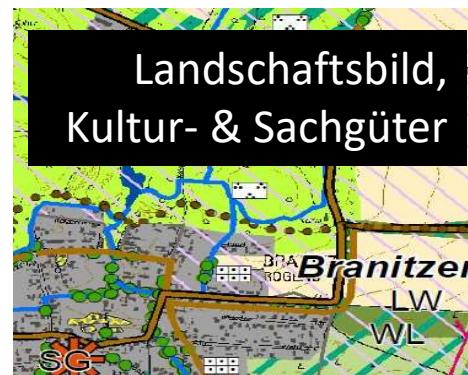 Landschaftsbild,
Kultur- & Sachgüter
Branitzer
LW
WL
SG